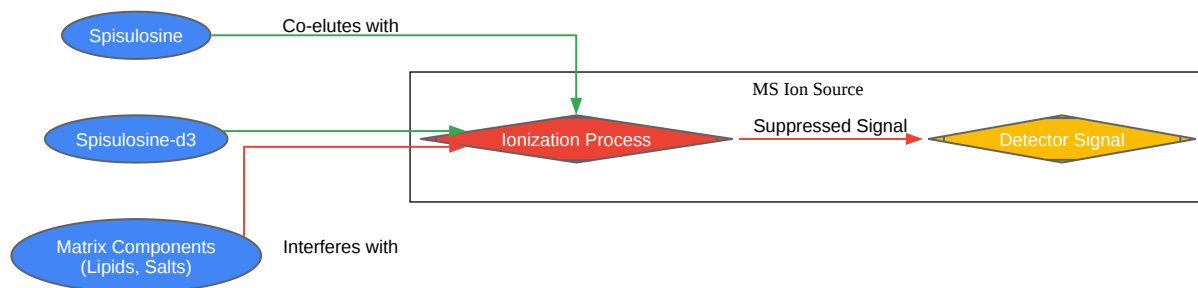 Spisulosine
Co-elutes with
MS Ion Source
Spisulosine-d3
Ionization Process
Suppressed Signal
Detector Signal
Matrix Components
(Lipids, Salts)
Interferes with